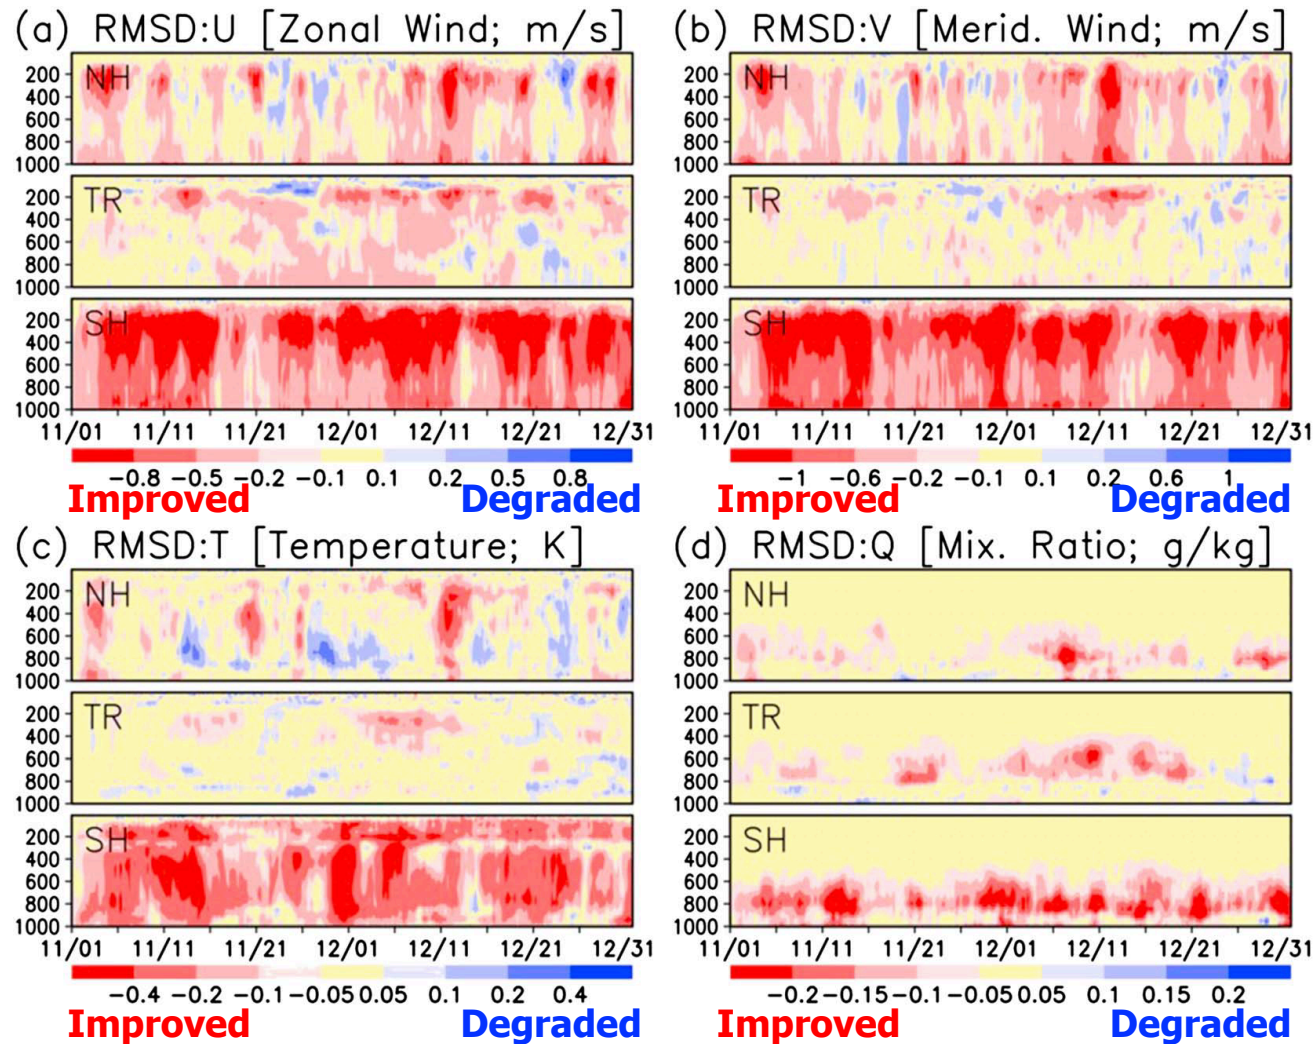 (a) RMSD:U [Zonal Wind; m/s]
NH
200
400
600
800
1000
TR
200
400
600
800
1000
SH
200
400
600
800
1000
11/01 11/11 11/21 12/01 12/11 12/21 12/31
-0.8 -0.5 -0.2 -0.1 0.1 0.2 0.5 0.8
Improved Degraded
(b) RMSD:V [Merid. Wind; m/s]
NH
200
400
600
800
1000
TR
200
400
600
800
1000
SH
200
400
600
800
1000
11/01 11/11 11/21 12/01 12/11 12/21 12/31
-1 -0.6 -0.2 -0.1 0.1 0.2 0.6 1
Improved Degraded
(c) RMSD:T [Temperature; K]
NH
200
400
600
800
1000
TR
200
400
600
800
1000
SH
200
400
600
800
1000
11/01 11/11 11/21 12/01 12/11 12/21 12/31
-0.4 -0.2 -0.1 -0.05 0.05 0.1 0.2 0.4
Improved Degraded
(d) RMSD:Q [Mix. Ratio; g/kg]
NH
200
400
600
800
1000
TR
200
400
600
800
1000
SH
200
400
600
800
1000
11/01 11/11 11/21 12/01 12/11 12/21 12/31
-0.2 -0.15 -0.1 -0.05 0.05 0.1 0.15 0.2
Improved Degraded